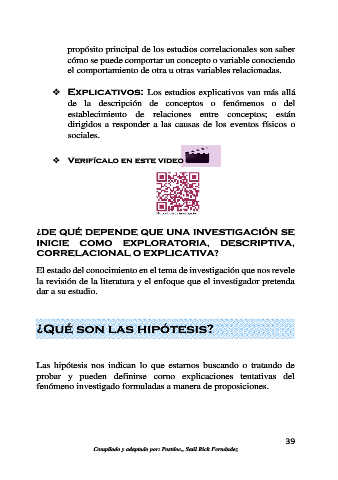 propósito principal de los estudios correlacionales son saber
cómo se puede comportar un concepto o variable conociendo
el comportamiento de otra u otras variables relacionadas.
❖ Explicativos: Los estudios explicativos van más allá
de la descripción de conceptos o fenómenos o del
establecimiento de relaciones entre conceptos; están
dirigidos a responder a las causas de los eventos físicos o
sociales.
❖ Verifícalo en este video
¿De qué depende que una investigación se
inicie como exploratoria, descriptiva,
correlacional o explicativa?
El estado del conocimiento en el tema de investigación que nos revele
la revisión de la literatura y el enfoque que el investigador pretenda
dar a su estudio.
¿Qué son las hipótesis?
Las hipótesis nos indican lo que estamos buscando o tratando de
probar y pueden definirse como explicaciones tentativas del
fenómeno investigado formuladas a manera de proposiciones.
39
Compilado y adaptado por: Postdoc., Saúl Rick Fernández